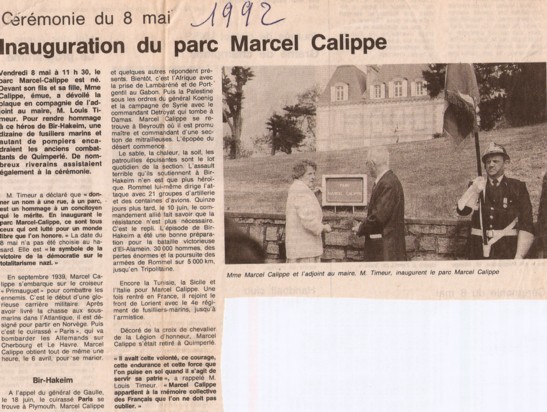 Cérémonie du 8 mai
1992
Inauguration du parc Marcel Calippe
Vendredi 8 mai à 11 h 30, le
parc Marcel-Calippe est né.
Devant son fils et sa fille, Mme
Calippe, émue, a dévoilé la
plaque en compagnie de l'ad-
joint au maire, M. Louis Ti-
meur. Pour rendre hommage
à ce héros de Bir-Hakeim, une
dizaine de fusiliers marins et
autant de pompiers enca-
draient les anciens combat-
tants de Quimperlé. De nom-
breux riverains assistaient
également à la cérémonie.
M. Timeur a déclaré que « don-
ner un nom à une rue, à un parc,
est un hommage à un concitoyen
qui le mérite. En inaugurant le
parc Marcel-Calippe, ce sont tous
ceux qui ont lutté pour un monde
libre que l'on honore. » La date du
8 mai n'a pas été choisie au ha-
sard. Elle est « le symbole de la
victoire de la démocratie sur le
totalitarisme nazi. »
En septembre 1939, Marcel Ca-
lippe s'embarque sur le croiseur
« Primauguet » pour combattre les
ennemis. C'est le début d'une glo-
rieuse carrière militaire. Après
avoir livré la chasse aux sous-
marins dans l'Atlantique, il est dé-
signé pour partir en Norvège. Puis
c'est le cuirassé « Paris », qui va
bombarder les Allemands sur
Cherbourg et Le Havre. Marcel
Calippe obtient tout de même une
heure, le 6 avril, pour se marier.
Bir-Hakeim
A l'appel du général de Gaulle,
le 18 juin, le cuirassé Paris se
trouve à Plymouth. Marcel Calippe
et quelques autres répondent pré-
sents. Bientôt, c'est l'Afrique avec
la prise de Lambaréné et de Port-
gentil au Gabon. Puis la Palestine
sous les ordres du général Koenig
et la campagne de Syrie avec le
commandant Detroyat qui tombe à
Damas. Marcel Calippe se re-
trouve à Beyrouth où il est promu
maître et commandant d'une sec-
tion de mitrailleuses. L'épopée du
désert commence.
Le sable, la chaleur, la soif, les
patrouilles épuisantes sont le lot
quotidien de la section. L'assaut
terrible qu'ils soutiennent à Bir-
Hakeim n'en est que plus héroï-
que. Rommel lui-même dirige l'at-
taque avec 21 groupes d'artillerie
et des centaines d'avions. Quinze
jours plus tard, le 10 juin, le com-
mandement allié fait savoir que la
résistance n'est plus nécessaire.
C'est le repli. L'épisode de Bir-
Hakeim a été une bonne prépara-
tion pour la bataille victorieuse
d'El-Alamein. 30 000 hommes, des
pertes énormes et la poursuite des
armées de Rommel sur 5 000 km,
jusqu'en Tripolitaine.
Encore la Tunisie, la Sicile et
l'Italie pour Marcel Calippe. Une
fois rentré en France, il rejoint le
front de Lorient avec le 4e régi-
ment de fusiliers-marins, jusqu'à
l'armistice.
Décoré de la croix de chevalier
de la Légion d'honneur, Marcel
Calippe s'était retiré à Quimperlé.
« Il avait cette volonté, ce courage,
cette endurance et cette force que
l'on puise en soi quand il s'agit de
servir sa patrie », a rappelé M.
Louis Timeur. « Marcel Calippe
appartient à la mémoire collective
des Français que l'on ne doit pas
oublier. »
Mme Marcel Calippe et l'adjoint au maire, M. Timeur, inaugurent le parc Marcel Calippe